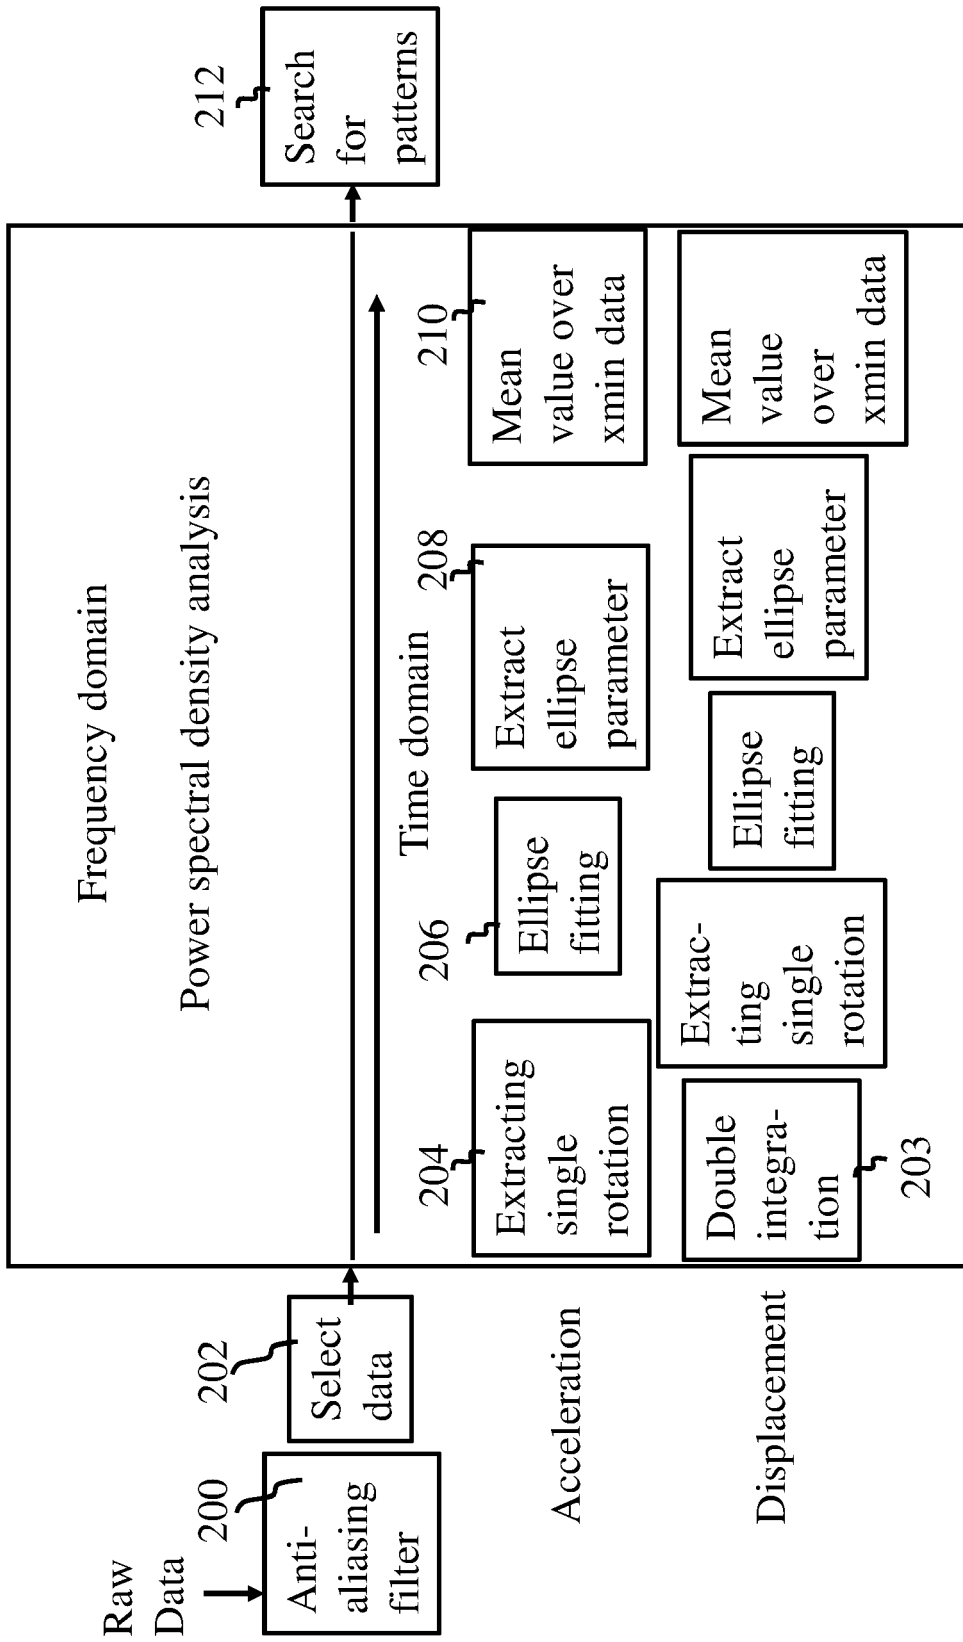 Raw
Data
200
Anti-
aliasing
filter
202
Select
data
Frequency domain
Power spectral density analysis
Time domain
Acceleration
204
Extracting
single
rotation
206
Ellipse
fitting
208
Extract
ellipse
parameter
210
Mean
value over
xmin data
Displacement
Double
integra-
tion
203
Extrac-
ting
single
rotation
Ellipse
fitting
Extract
ellipse
parameter
Mean
value
over
xmin data
212
Search
for
patterns